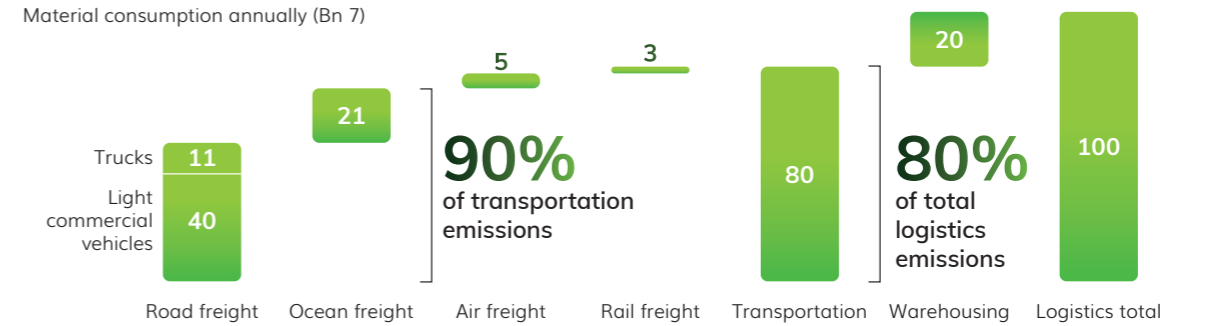 Material consumption annually (Bn 7)
5
3
20
21
90%
of transportation
emissions
80%
of total
logistics
emissions
100
80
Trucks
11
Light
commercial
vehicles
40
Road freight
Ocean freight
Air freight
Rail freight
Transportation
Warehousing
Logistics total